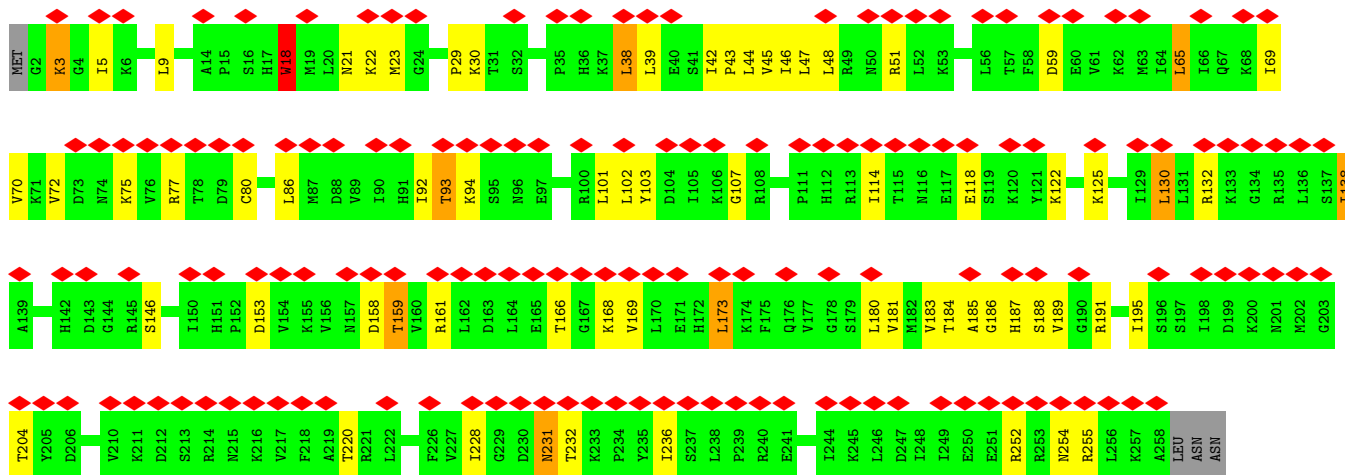 MET G2 K3 G4 I5 K6 L9 A14 P15 S16 H17 W18 M19 L20 N21 K22 M23 G24 P29 K30 T31 S32 P35 H36 K37 L38 L39 E40 S41 I42 P43 L44 V45 I46 L47 L48 R49 N50 R51 L52 K53 L56 T57 F58 D59 E60 V61 K62 M63 I64 L65 I66 Q67 K68 I69
V70 K71 V72 D73 N74 K75 V76 R77 T78 D79 C80 L86 M87 D88 V89 I90 H91 I92 T93 K94 S95 N96 E97 R100 L101 L102 Y103 D104 I105 K106 G107 R108 P111 H112 R113 I114 T115 N116 E117 E118 S119 K120 Y121 K122 K125 I129 L130 L131 R132 K133 G134 R135 L136 S137 I138
A139 H142 D143 G144 R145 S146 I150 H151 P152 D153 V154 K155 V156 N157 D158 T159 V160 R161 L162 D163 L164 E165 T166 G167 K168 V169 L170 E171 H172 L173 K174 F175 Q176 V177 G178 S179 L180 V181 M182 V183 T184 A185 G186 H187 S188 V189 G190 R191 I195 S196 S197 I198 D199 K200 N201 M202 G203
T204 Y205 D206 V210 K211 D212 S213 R214 N215 K216 V217 F218 A219 T220 R221 L222 F226 V227 I228 G229 D230 N231 T232 K233 P234 Y235 I236 S237 L238 P239 R240 E241 I244 K245 L246 D247 I248 I249 E250 E251 R252 R253 N254 R255 L256 K257 A258 LEU ASN ASN